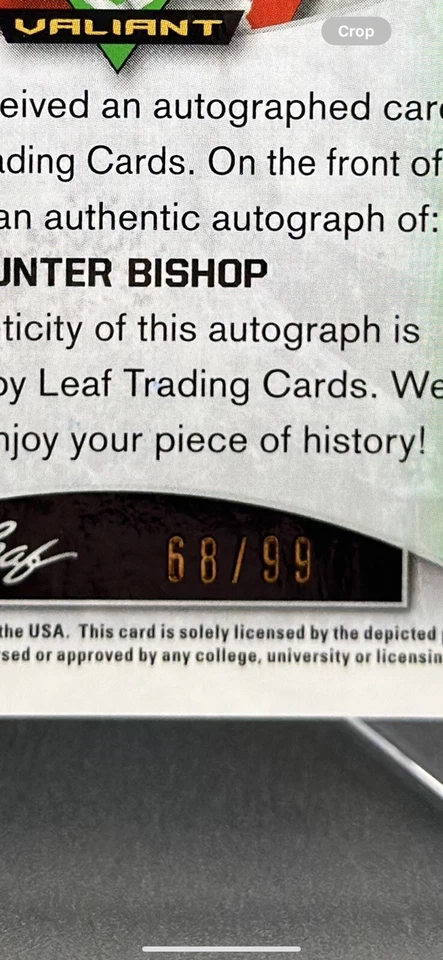 VALIANT
Crop
eived an autographed car
ading Cards. On the front of
an authentic autograph of:
UNTER BISHOP
ticity of this autograph is
by Leaf Trading Cards. We
njoy your piece of history!
eaf
68/99
the USA. This card is solely licensed by the depicted
sed or approved by any college, university or licensin